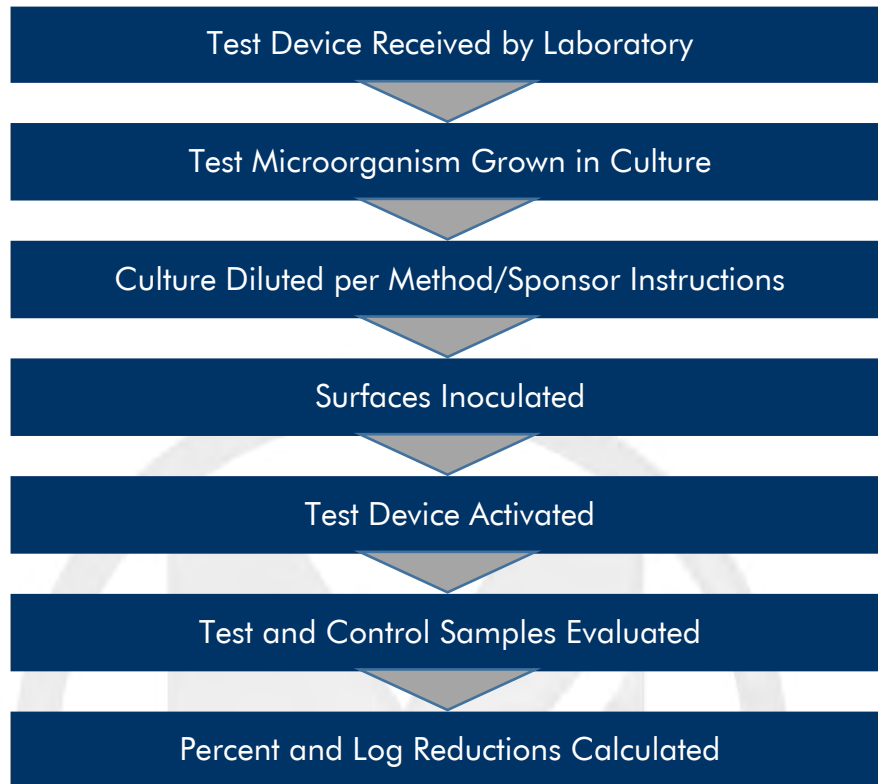 Test Device Received by Laboratory
Test Microorganism Grown in Culture
Culture Diluted per Method/Sponsor Instructions
Surfaces Inoculated
Test Device Activated
Test and Control Samples Evaluated
Percent and Log Reductions Calculated